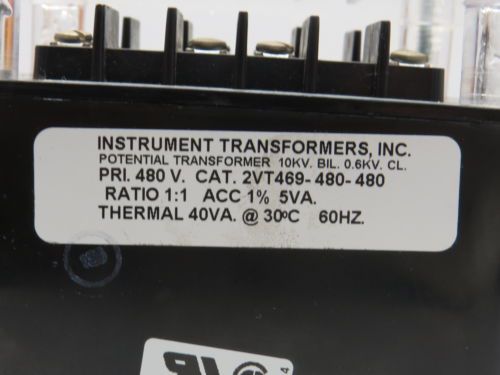 INSTRUMENT TRANSFORMERS, INC.
POTENTIAL TRANSFORMER 10KV. BIL. 0.6KV. CL.
PRI. 480 V. CAT. 2VT469-480-480
RATIO 1:1 ACC 1% 5VA.
THERMAL 40VA. @ 30ºC 60HZ.